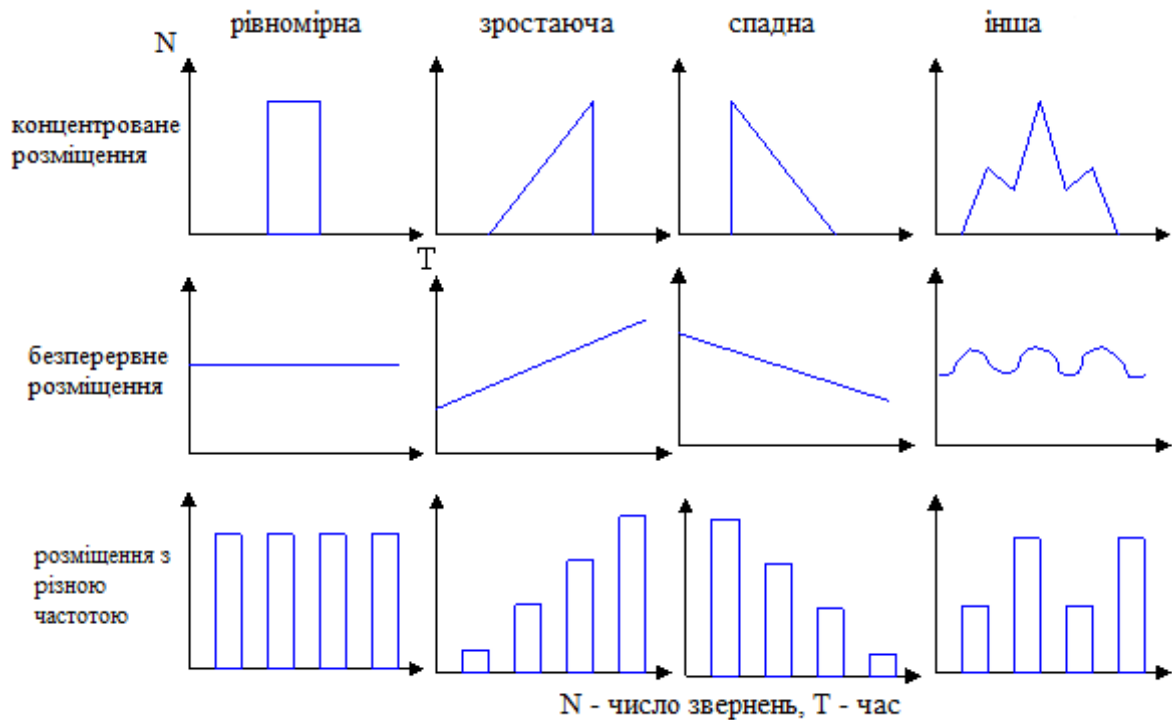 рівномірна зростаюча спадна інша
N
концентроване
розміщення
T
безперервне
розміщення
розміщення з
різною
частотою
N - число звернень, T - час